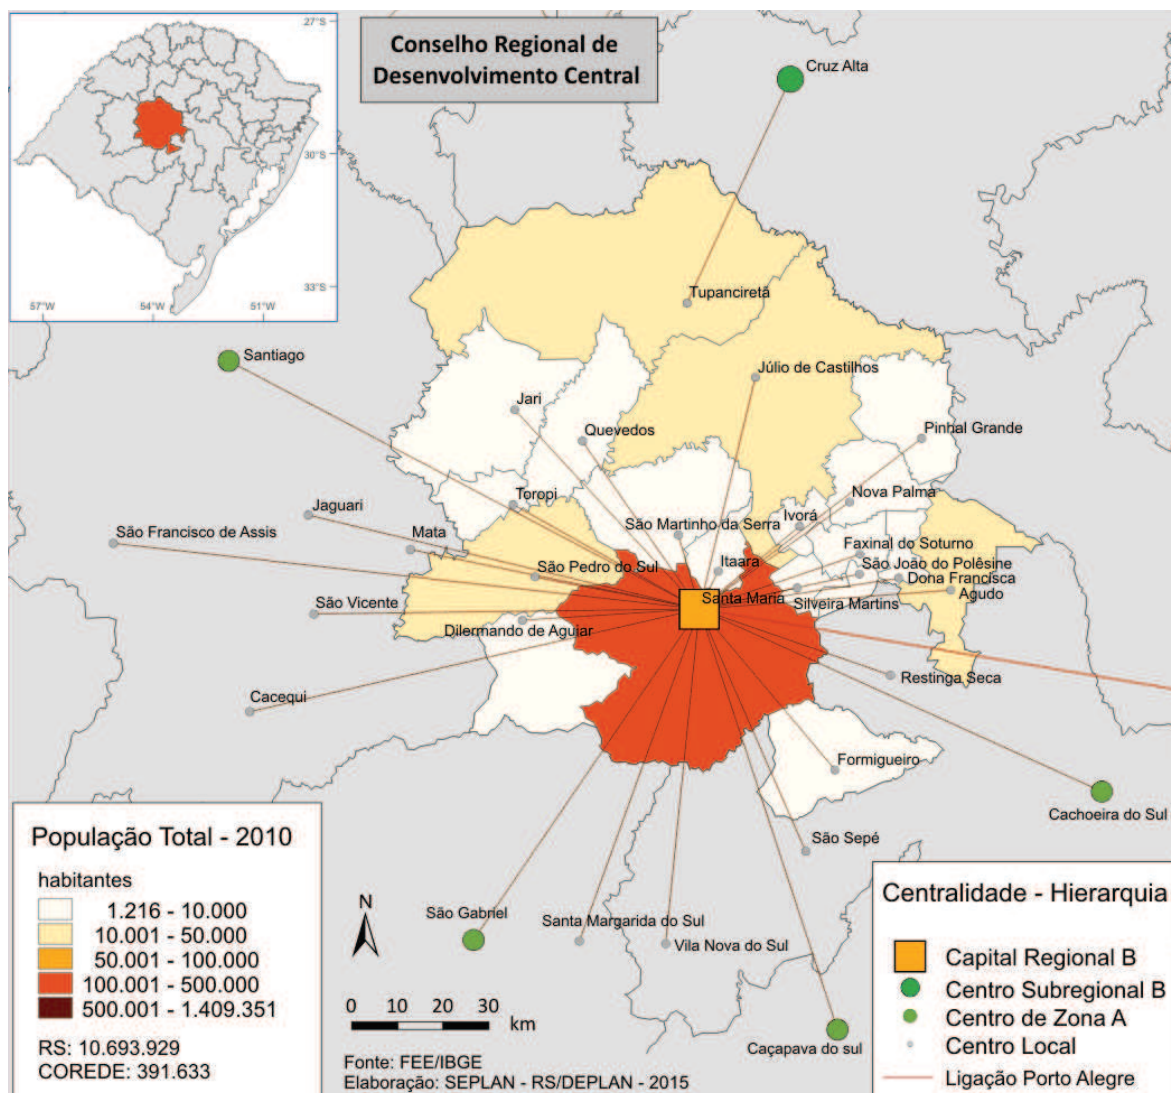 27°S
30°S
33°S
57°W
54°W
51°W
Conselho Regional de
Desenvolvimento Central
Cruz Alta
Tupanciretã
Santiago
Júlio de Castilhos
Jari
Quevedos
Pinhal Grande
Toropi
Nova Palma
Jaguari
Ivorá
São Francisco de Assis
Mata
São Martinho da Serra
Faxinal do Soturno
Itaara
São João do Polêsine
São Pedro do Sul
Dona Francisca
Santa Maria
Silveira Martins
Agudo
São Vicente
Dilermando de Aguiar
Restinga Seca
Cacequi
Formigueiro
Cachoeira do Sul
São Sepé
São Gabriel
Santa Margarida do Sul
Vila Nova do Sul
Caçapava do sul
População Total - 2010
habitantes
1.216 - 10.000
10.001 - 50.000
50.001 - 100.000
100.001 - 500.000
500.001 - 1.409.351
RS: 10.693.929
COREDE: 391.633
N
0 10 20 30
km
Fonte: FEE/IBGE
Elaboração: SEPLAN - RS/DEPLAN - 2015
Centralidade - Hierarquia
Capital Regional B
Centro Subregional B
Centro de Zona A
Centro Local
Ligação Porto Alegre